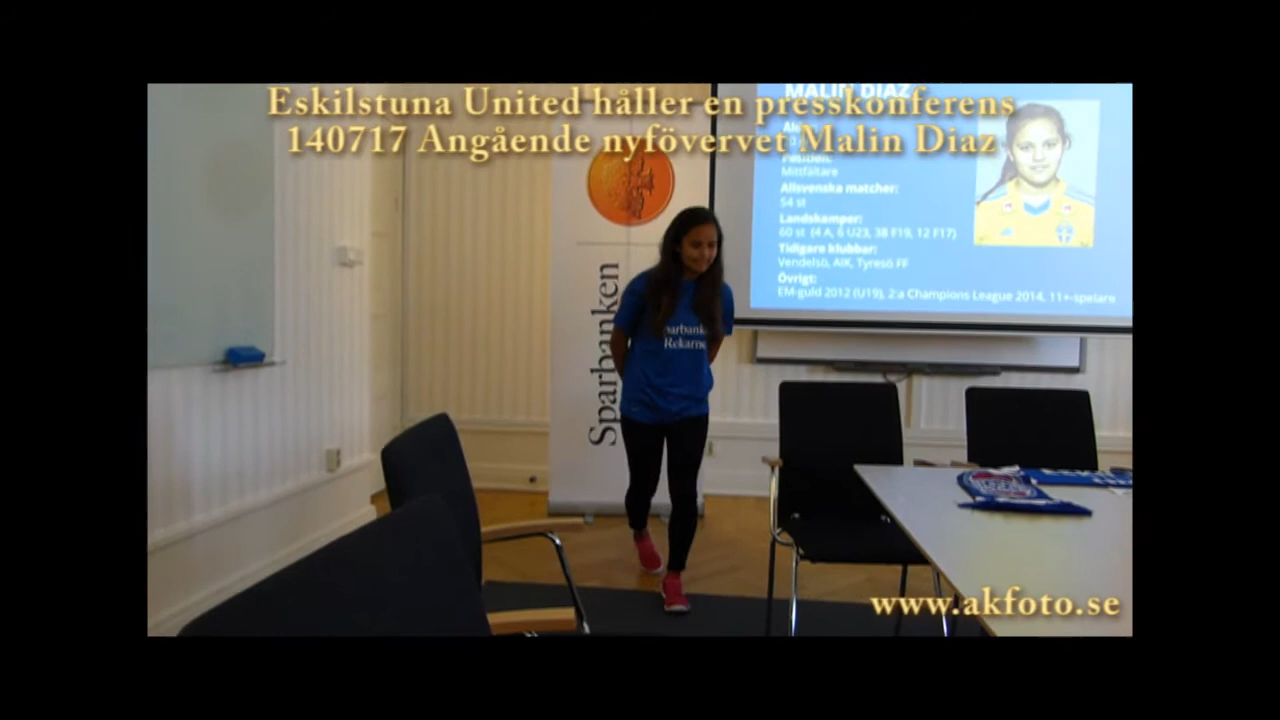 Eskilstuna United håller en presskonferens
140717 Angående nyfövervet Malin Diaz
MALIN DIAZ
Position:
Mittfältare
Allsvenska matcher:
54 st
Landskamper:
60 st (4 A, 6 U23, 38 F19, 12 F17)
Tidigare klubbar:
Vendelsö, AIK, Tyresö FF
Övrigt:
EM-guld 2012 (U19), 2:a Champions League 2014, 11+-spelare
Sparbanken
Sparbanken
Rekarne
www.akfoto.se